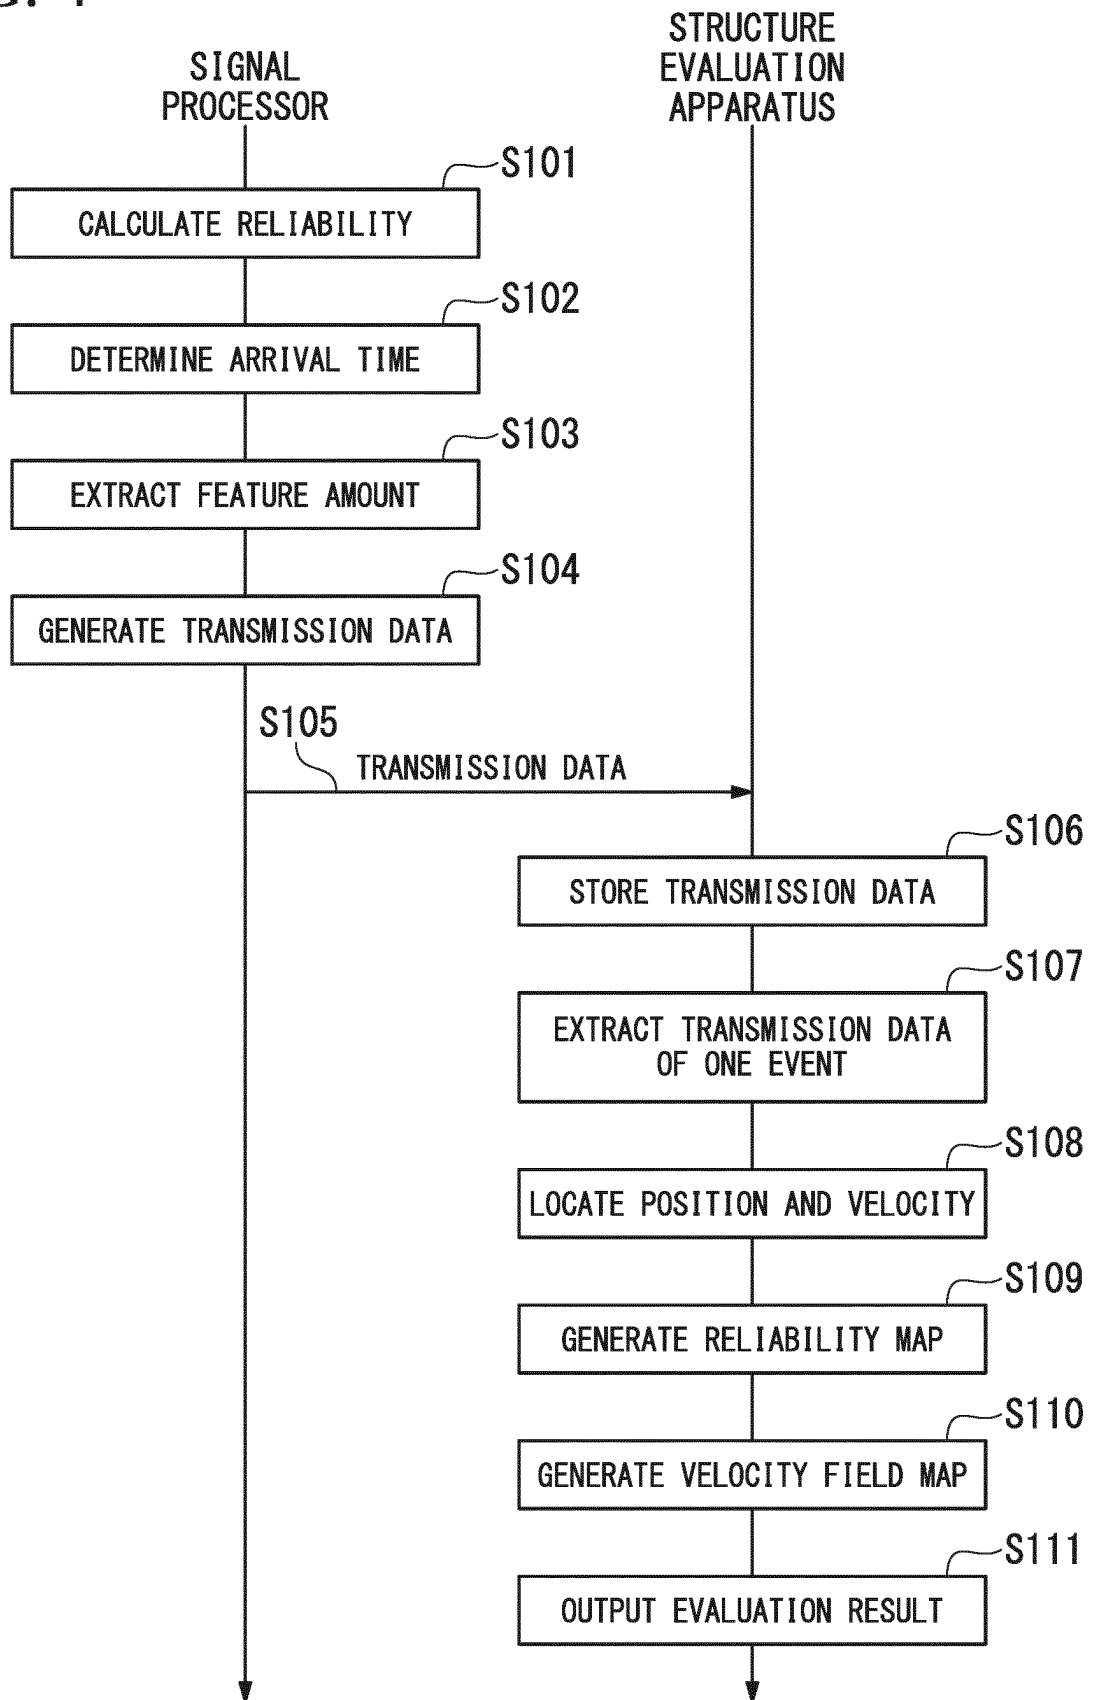 SIGNAL
PROCESSOR
STRUCTURE
EVALUATION
APPARATUS
S101
CALCULATE RELIABILITY
S102
DETERMINE ARRIVAL TIME
S103
EXTRACT FEATURE AMOUNT
S104
GENERATE TRANSMISSION DATA
S105
TRANSMISSION DATA
S106
STORE TRANSMISSION DATA
S107
EXTRACT TRANSMISSION DATA
OF ONE EVENT
S108
LOCATE POSITION AND VELOCITY
S109
GENERATE RELIABILITY MAP
S110
GENERATE VELOCITY FIELD MAP
S111
OUTPUT EVALUATION RESULT